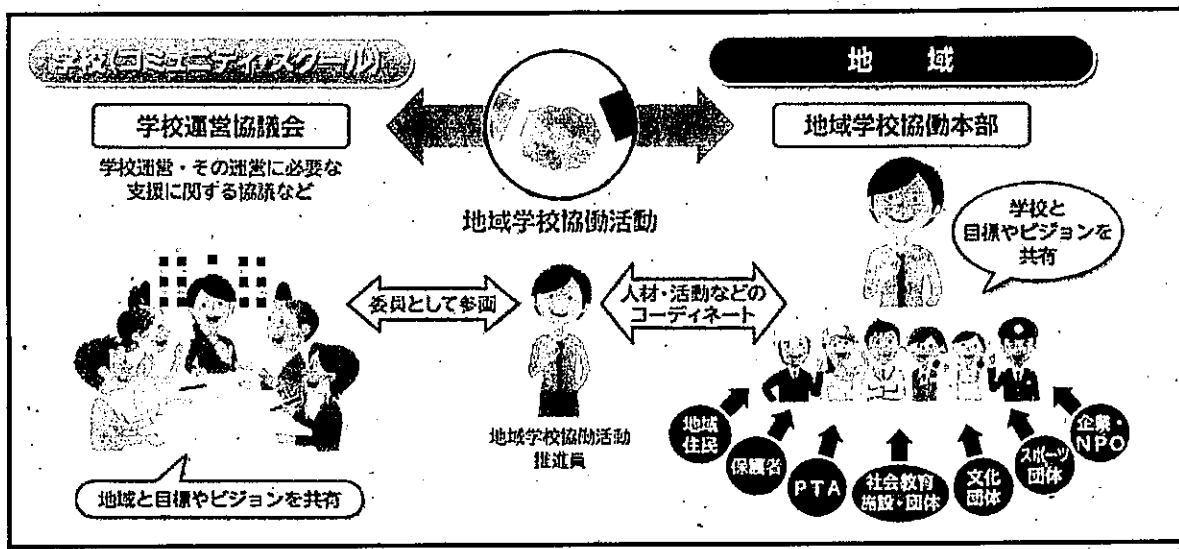 学校(コミュニティ・スクール)
学校運営協議会
学校運営・その運営に必要な
支援に関する協議など
地域学校協働活動
地　域
地域学校協働本部
学校と
目標やビジョンを
共有
委員として参画
人材・活動などの
コーディネート
地域学校協働活動
推進員
地域と目標やビジョンを共有
地域
住民
保護者
PTA
社会教育
施設・団体
文化
団体
スポーツ
団体
企業・
NPO